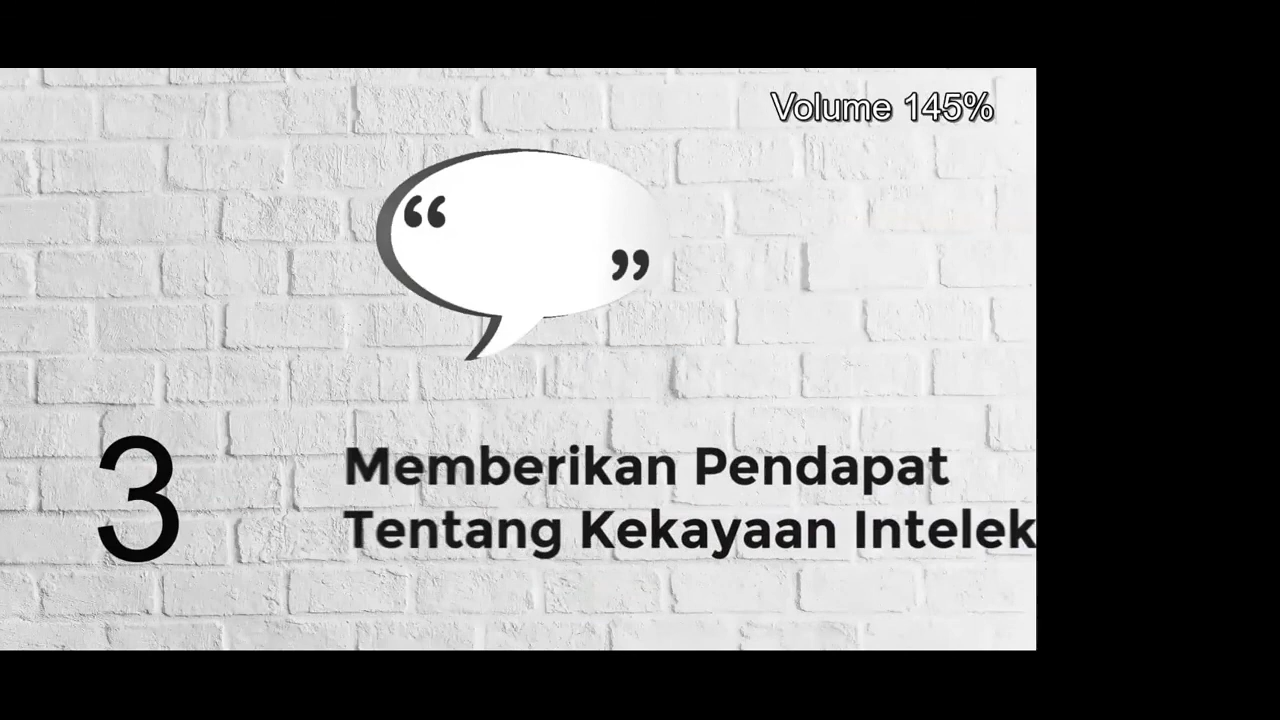 Volume 145%
“ ”
3
Memberikan Pendapat
Tentang Kekayaan Intelek